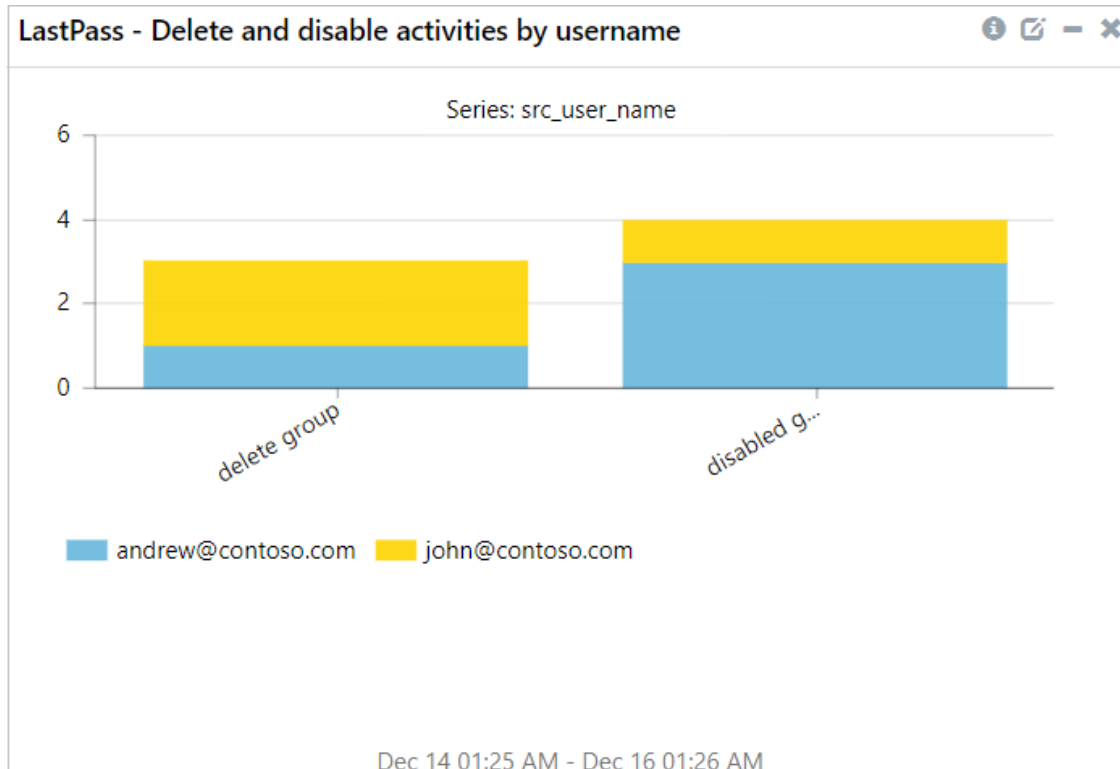 LastPass - Delete and disable activities by username
Series: src_user_name
6
4
2
0
delete group
disabled g...
andrew@contoso.com john@contoso.com
Dec 14 01:25 AM - Dec 16 01:26 AM